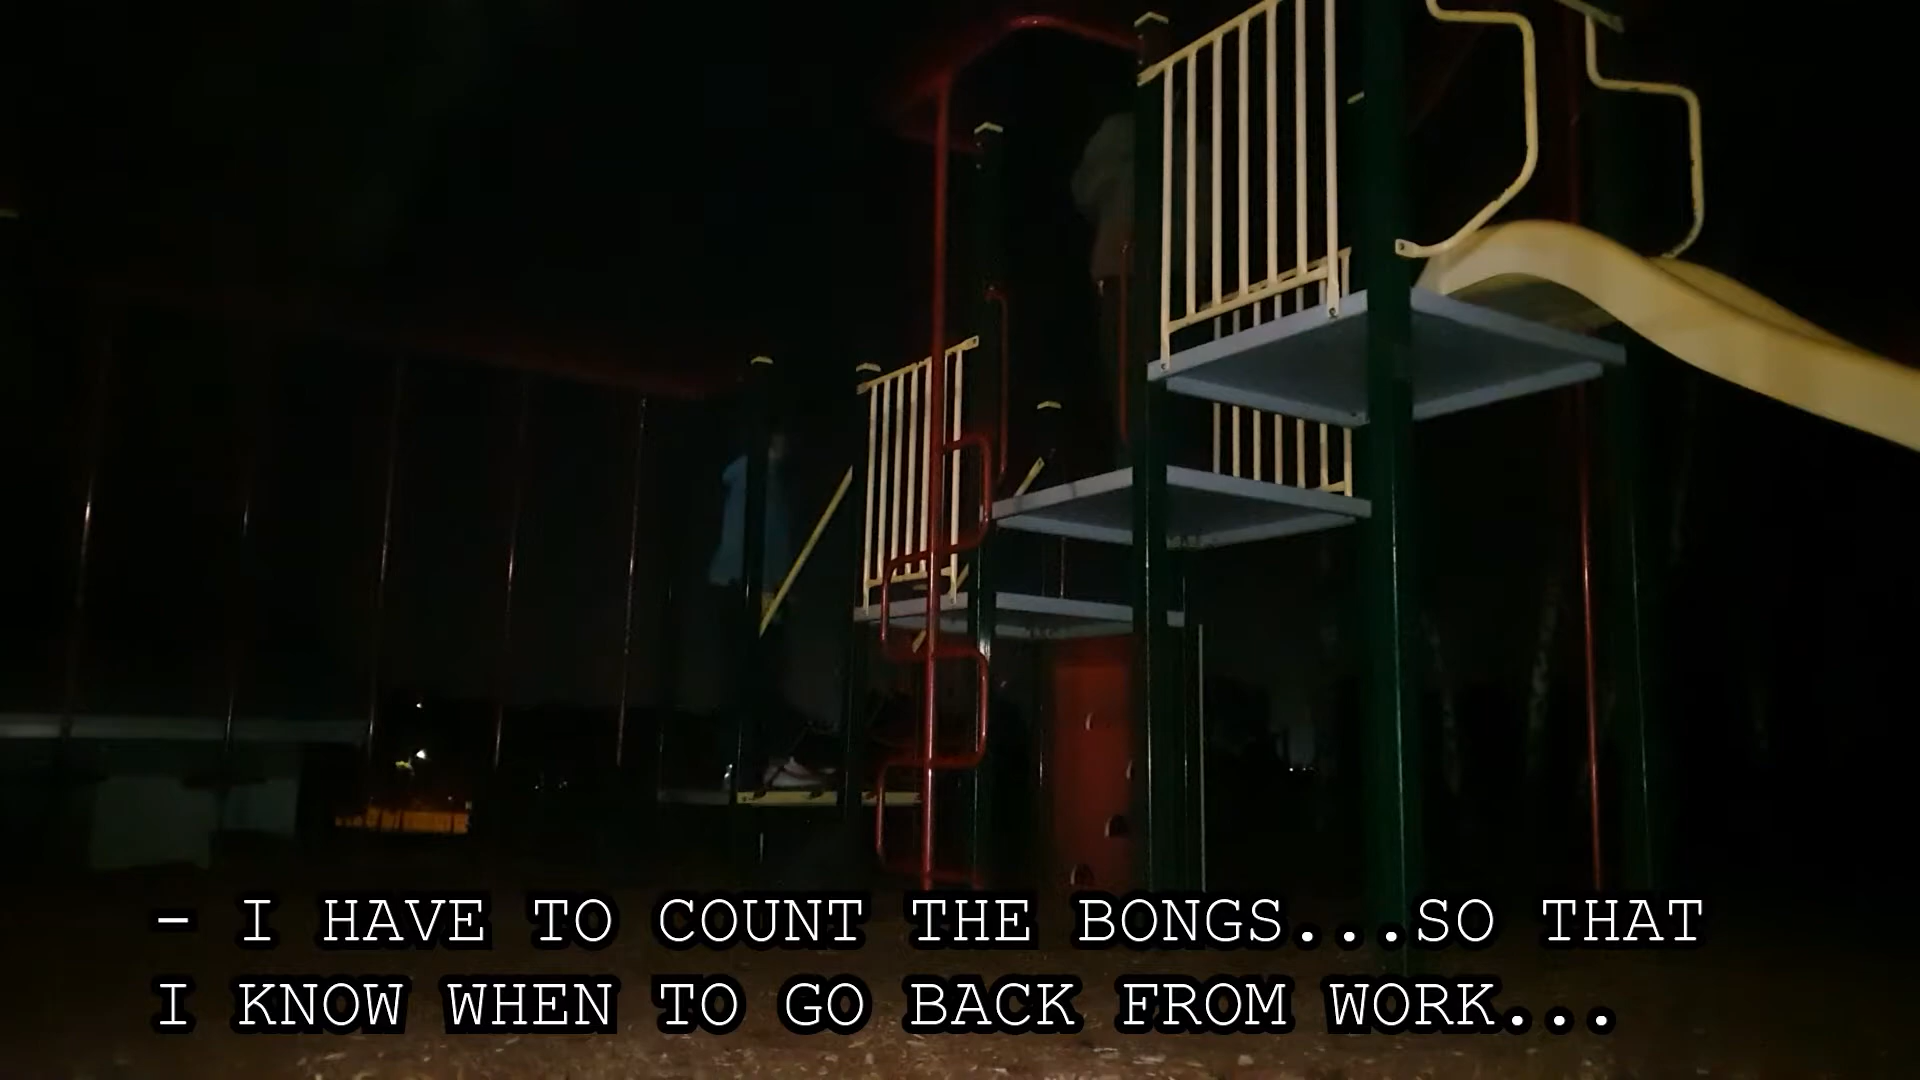 - I HAVE TO COUNT THE BONGS...SO THAT
I KNOW WHEN TO GO BACK FROM WORK...